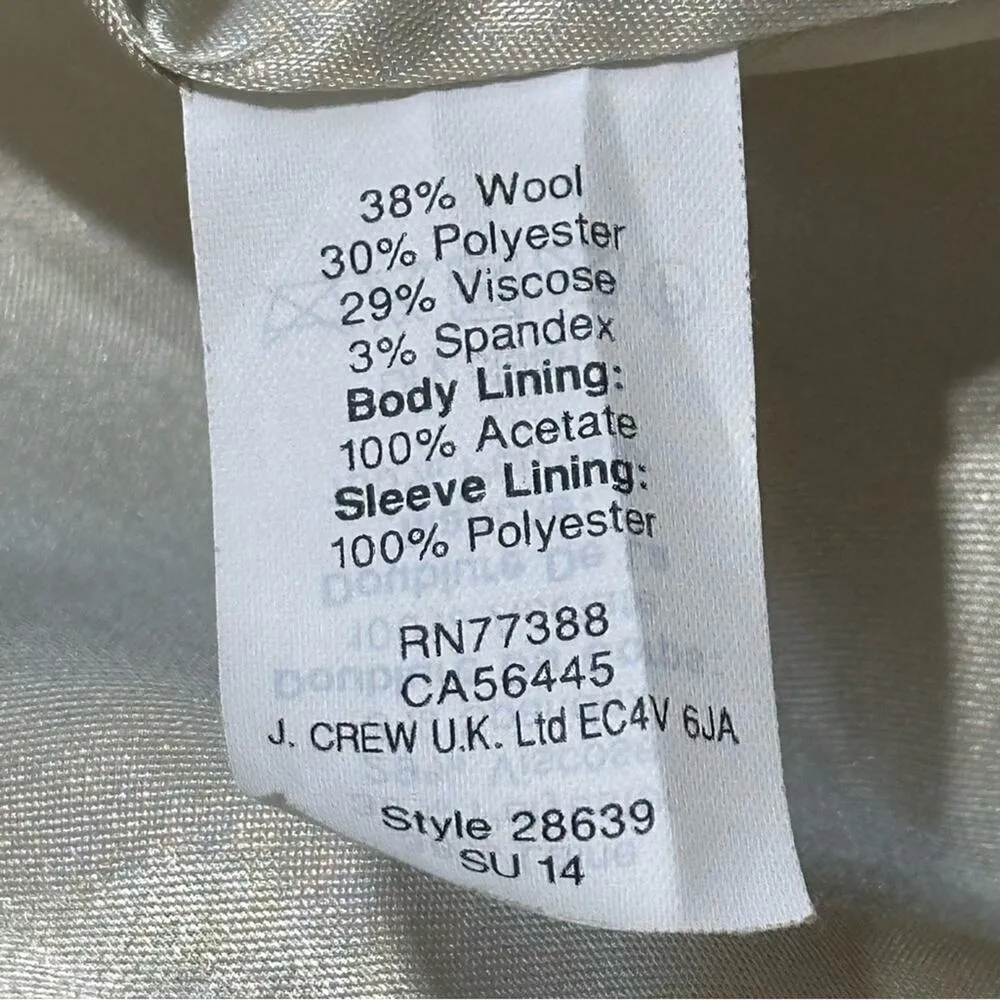 38% Wool
30% Polyester
29% Viscose
3% Spandex
Body Lining:
100% Acetate
Sleeve Lining:
100% Polyester
RN77388
CA56445
J. CREW U.K. Ltd EC4V 6JA
Style 28639
SU 14